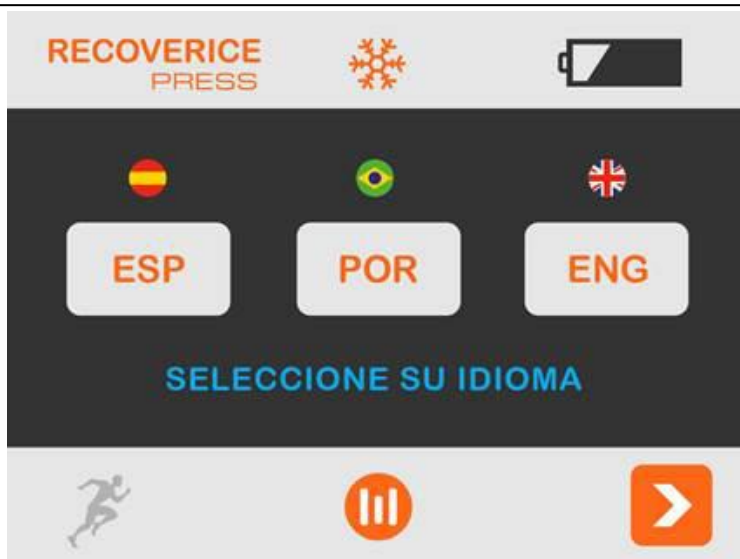 RECOVERICE
PRESS
ESP
POR
ENG
SELECCIONE SU IDIOMA